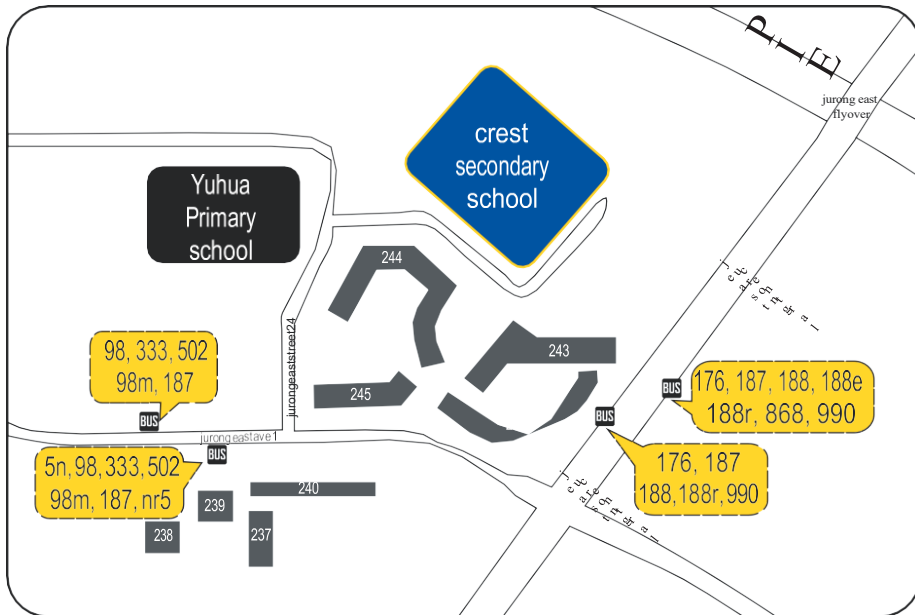 PIE
jurong east
flyover
crest
secondary
school
Yuhua
Primary
school
244
243
245
jurongeaststreet24
98, 333, 502
98m, 187
BUS
jurongeastave1
BUS
5n, 98, 333, 502
98m, 187, nr5
BUS
176, 187, 188, 188e
188r, 868, 990
BUS
176, 187
188, 188r, 990
240
239
238
237